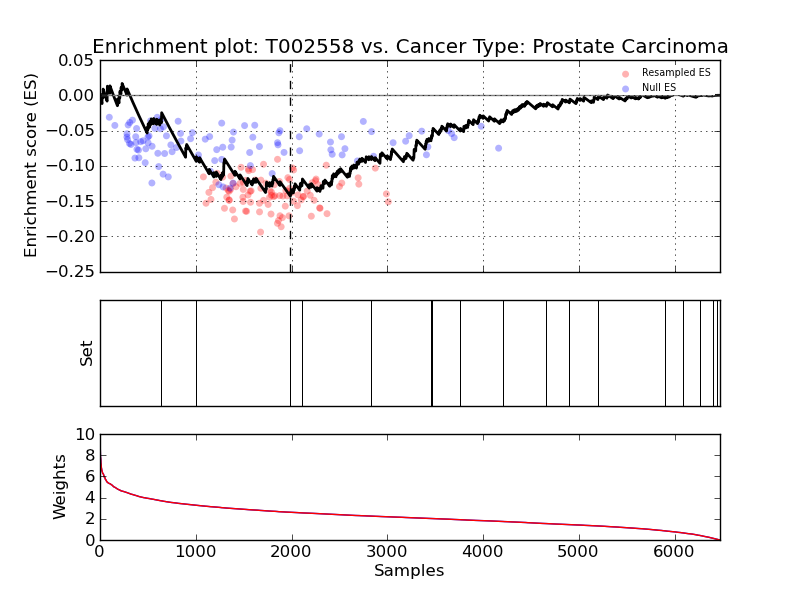 Enrichment plot: T002558 vs. Cancer Type: Prostate Carcinoma
0.05
0.00
−0.05
−0.10
−0.15
−0.20
−0.25
Enrichment score (ES)
Resampled ES
Null ES
Set
10
8
6
4
2
0
Weights
0 1000 2000 3000 4000 5000 6000
Samples